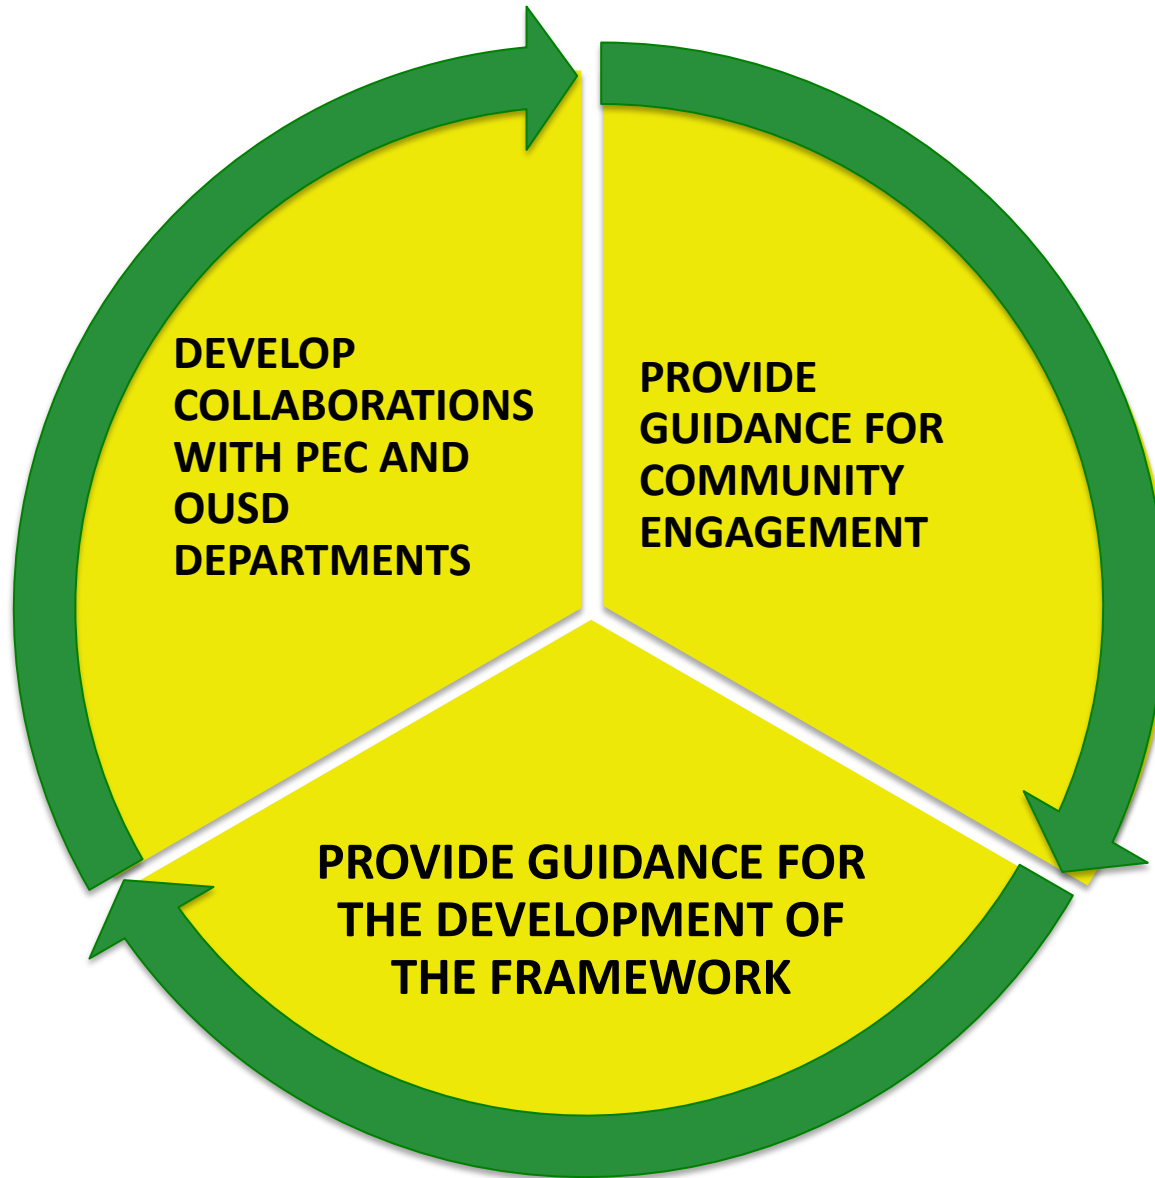 DEVELOP
COLLABORATIONS
WITH PEC AND
OUSD
DEPARTMENTS
PROVIDE
GUIDANCE FOR
COMMUNITY
ENGAGEMENT
PROVIDE GUIDANCE FOR
THE DEVELOPMENT OF
THE FRAMEWORK